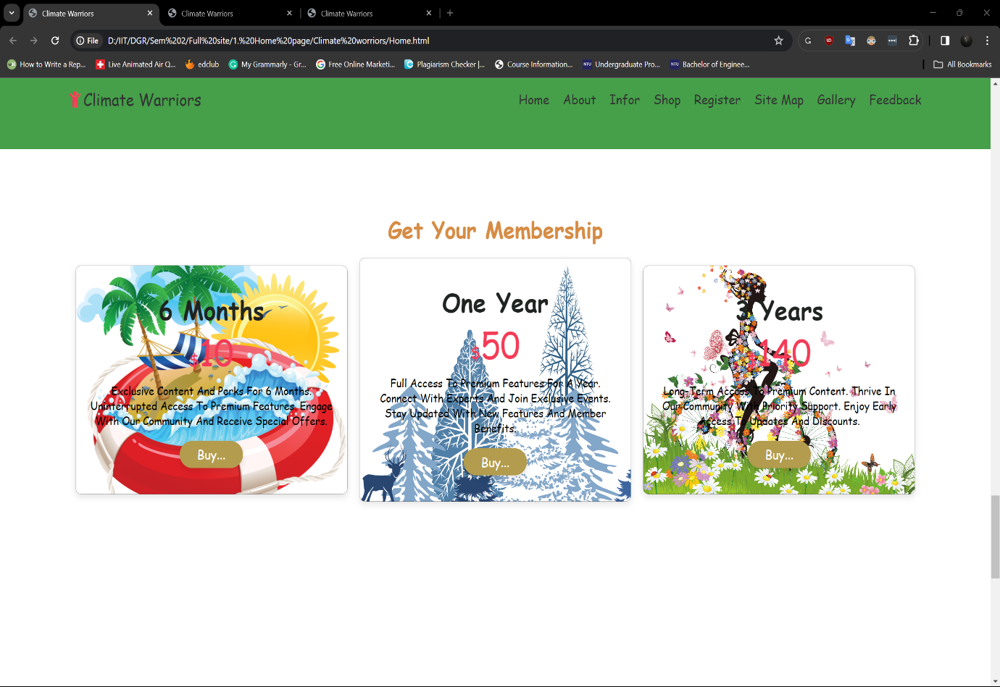 Climate Warriors
Climate Warriors
Climate Warriors
File D:/IIT/DGR/Sem%202/Full%20site/1.%20Home%20page/Climate%20worriors/Home.html
How to Write a Rep... Live Animated Air Q... edclub My Grammarly - Gr... Free Online Marketi... Plagiarism Checker |... Course Information... NTU Undergraduate Pro... NTU Bachelor of Enginee... All Bookmarks
Climate Warriors Home About Infor Shop Register Site Map Gallery Feedback
Get Your Membership
6 Months
$10
Exclusive Content And Perks For 6 Months.
Uninterrupted Access To Premium Features. Engage
With Our Community And Receive Special Offers.
Buy...
One Year
$50
Full Access To Premium Features For A Year.
Connect With Experts And Join Exclusive Events.
Stay Updated With New Features And Member
Benefits.
Buy...
3 Years
$140
Long-Term Access To Premium Content. Thrive In
Our Community With Priority Support. Enjoy Early
Access To Updates And Discounts.
Buy...